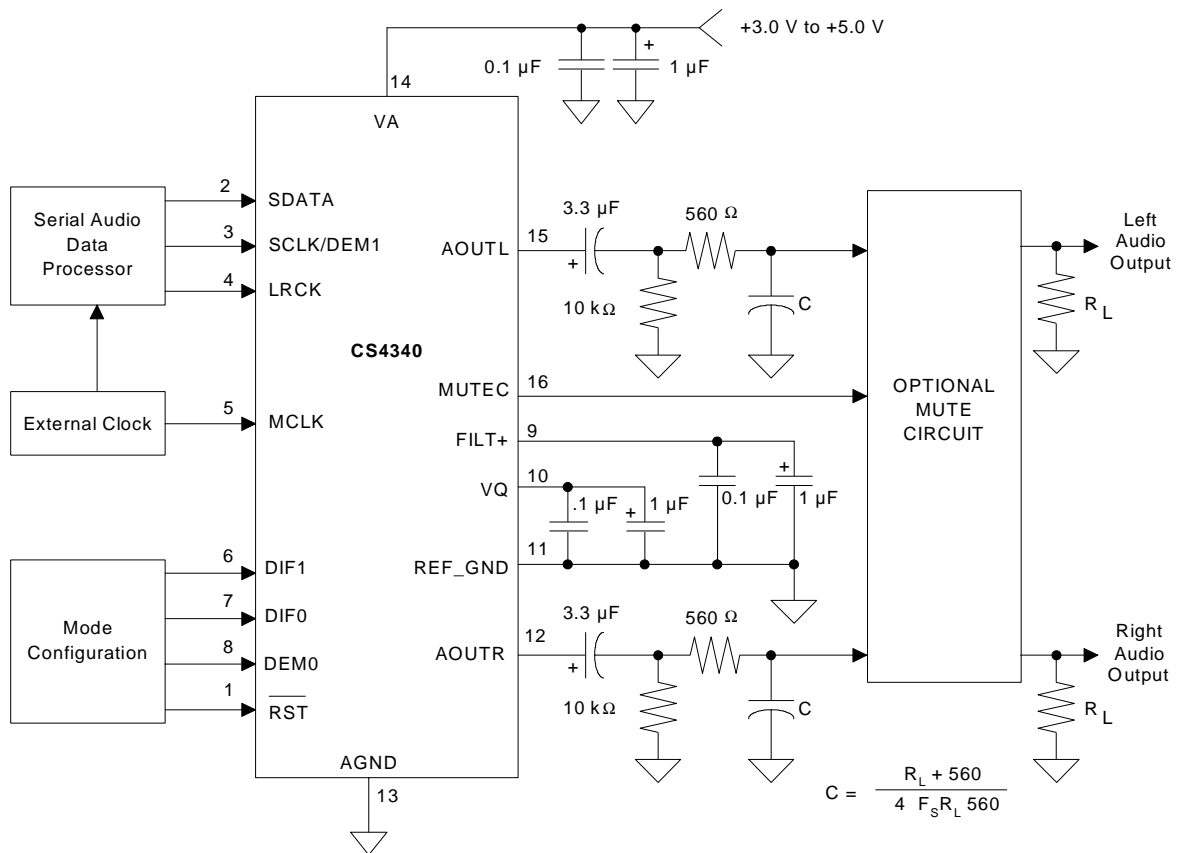 +3.0 V to +5.0 V
0.1 µF
+
1 µF
14
VA
Serial Audio
Data
Processor
2
SDATA
3
SCLK/DEM1
4
LRCK
External Clock
5
MCLK
CS4340
Mode
Configuration
6
DIF1
7
DIF0
8
DEM0
1
RST
AGND
13
AOUTL
15
3.3 µF
+
560 Ω
10 kΩ
C
MUTEC
16
FILT+
9
0.1 µF
+
1 µF
VQ
10
.1 µF
+
1 µF
REF_GND
11
AOUTR
12
3.3 µF
+
560 Ω
10 kΩ
C
OPTIONAL
MUTE
CIRCUIT
Left
Audio
Output
RL
Right
Audio
Output
RL
C =
RL + 560
4 FSRL 560